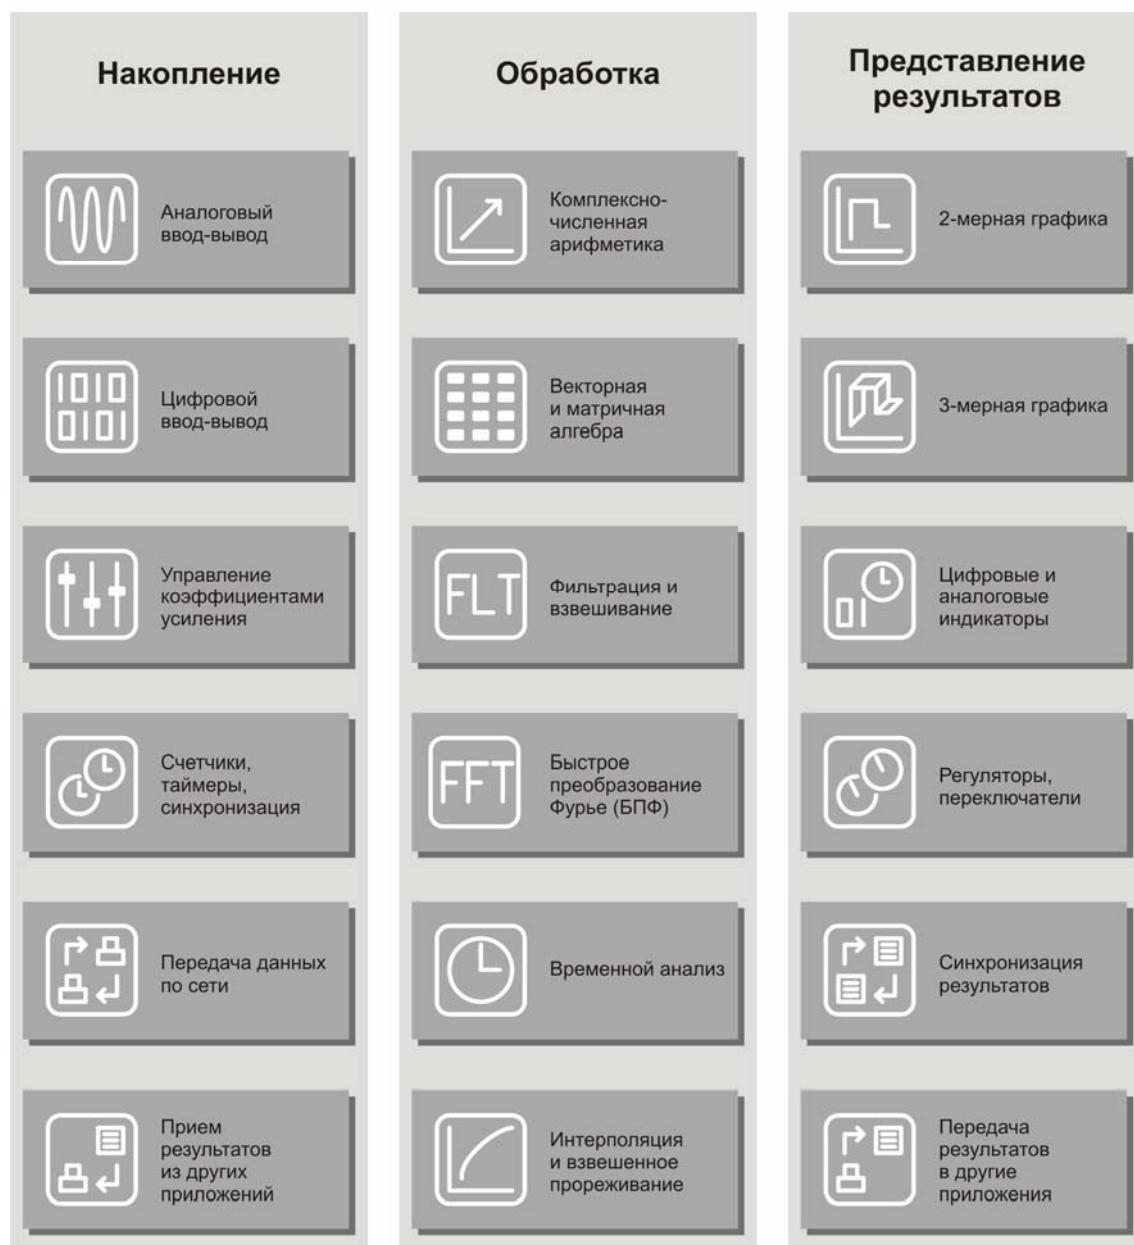 Накопление
Аналоговый
ввод-вывод
1010
0101
Цифровой
ввод-вывод
Управление
коэффициентами
усиления
Счетчики,
таймеры,
синхронизация
Передача данных
по сети
Прием
результатов
из других
приложений
Обработка
Комплексно-
численная
арифметика
Векторная
и матричная
алгебра
FLT
Фильтрация и
взвешивание
FFT
Быстрое
преобразование
Фурье (БПФ)
Временной анализ
Интерполяция
и взвешенное
прореживание
Представление
результатов
2-мерная графика
3-мерная графика
01
Цифровые и
аналоговые
индикаторы
Регуляторы,
переключатели
Синхронизация
результатов
Передача
результатов
в другие
приложения